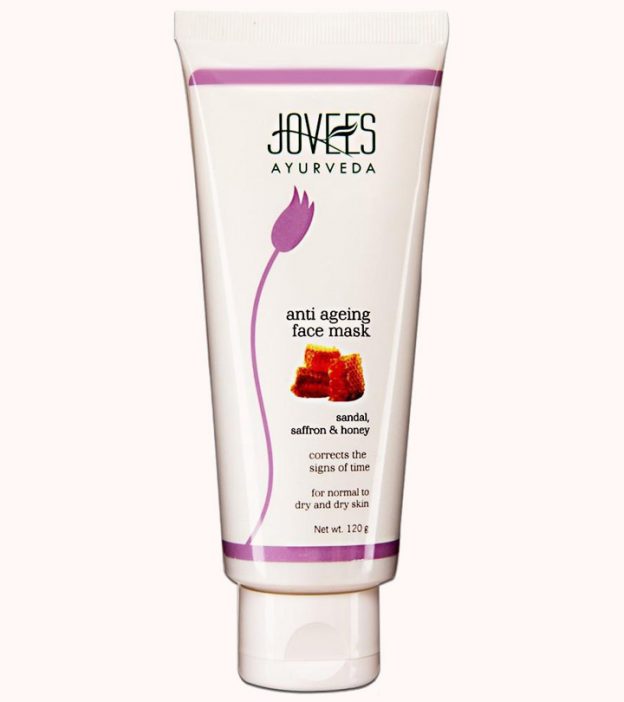 JOVEES
AYURVEDA
anti ageing
face mask
sandal,
saffron & honey
corrects the
signs of time
for normal to
dry and dry skin
Net wt. 120 g